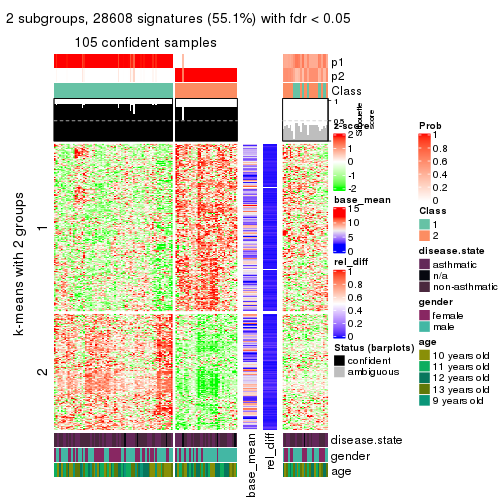 2 subgroups, 28608 signatures (55.1%) with fdr < 0.05
105 confident samples
p1
p2
Class
1
0.5
0
Silhouette
score
k-means with 2 groups
1
2
z-score
2
1
0
-1
-2
base_mean
15
10
5
0
rel_diff
1
0.8
0.6
0.4
0.2
0
Status (barplots)
confident
ambiguous
Prob
1
0.8
0.6
0.4
0.2
0
Class
1
2
disease.state
asthmatic
n/a
non-asthmatic
gender
female
male
age
10 years old
11 years old
12 years old
13 years old
9 years old
disease.state
gender
age
base_mean
rel_diff